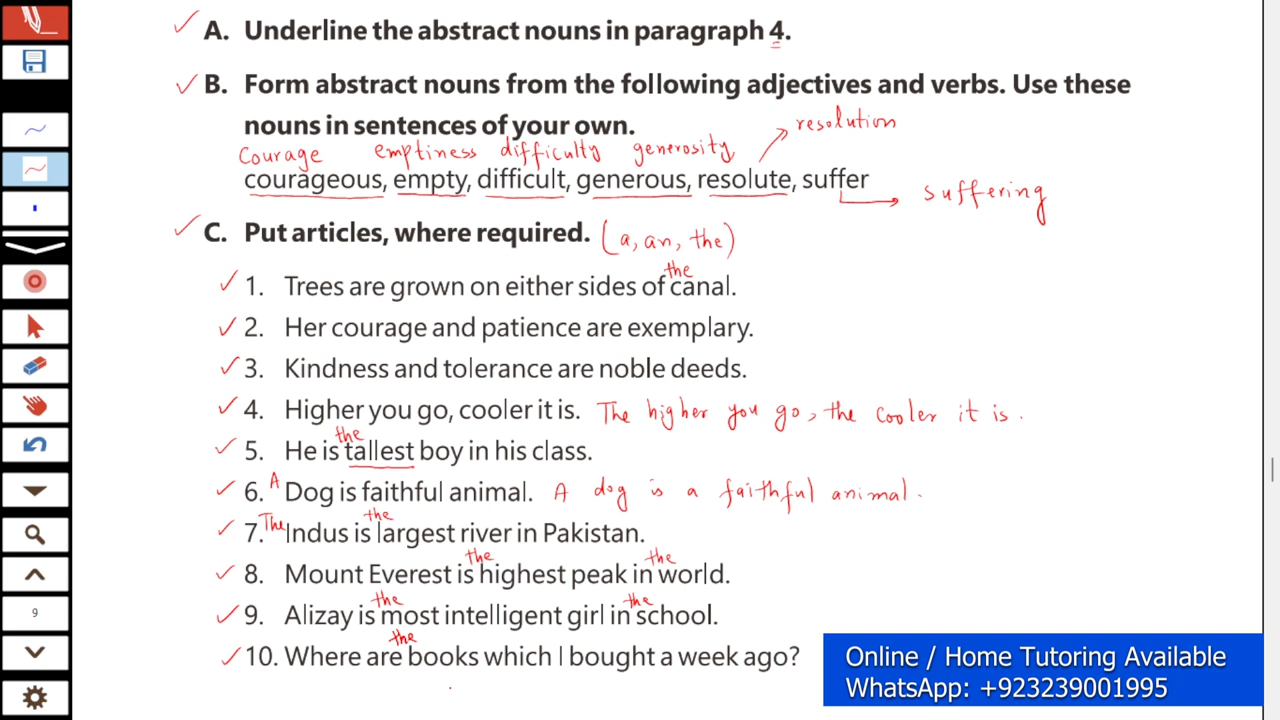 A. Underline the abstract nouns in paragraph 4.
B. Form abstract nouns from the following adjectives and verbs. Use these
nouns in sentences of your own.
resolution
Courage emptiness difficulty generosity
courageous, empty, difficult, generous, resolute, suffer
suffering
C. Put articles, where required. (a, an, the)
the
1. Trees are grown on either sides of canal.
2. Her courage and patience are exemplary.
3. Kindness and tolerance are noble deeds.
4. Higher you go, cooler it is. The higher you go, the cooler it is.
the
5. He is tallest boy in his class.
6. A Dog is faithful animal. A dog is a faithful animal.
the
7. The Indus is largest river in Pakistan.
the the
8. Mount Everest is highest peak in world.
the the
9. Alizay is most intelligent girl in school.
the
10. Where are books which I bought a week ago?
9
Online / Home Tutoring Available
WhatsApp: +923239001995